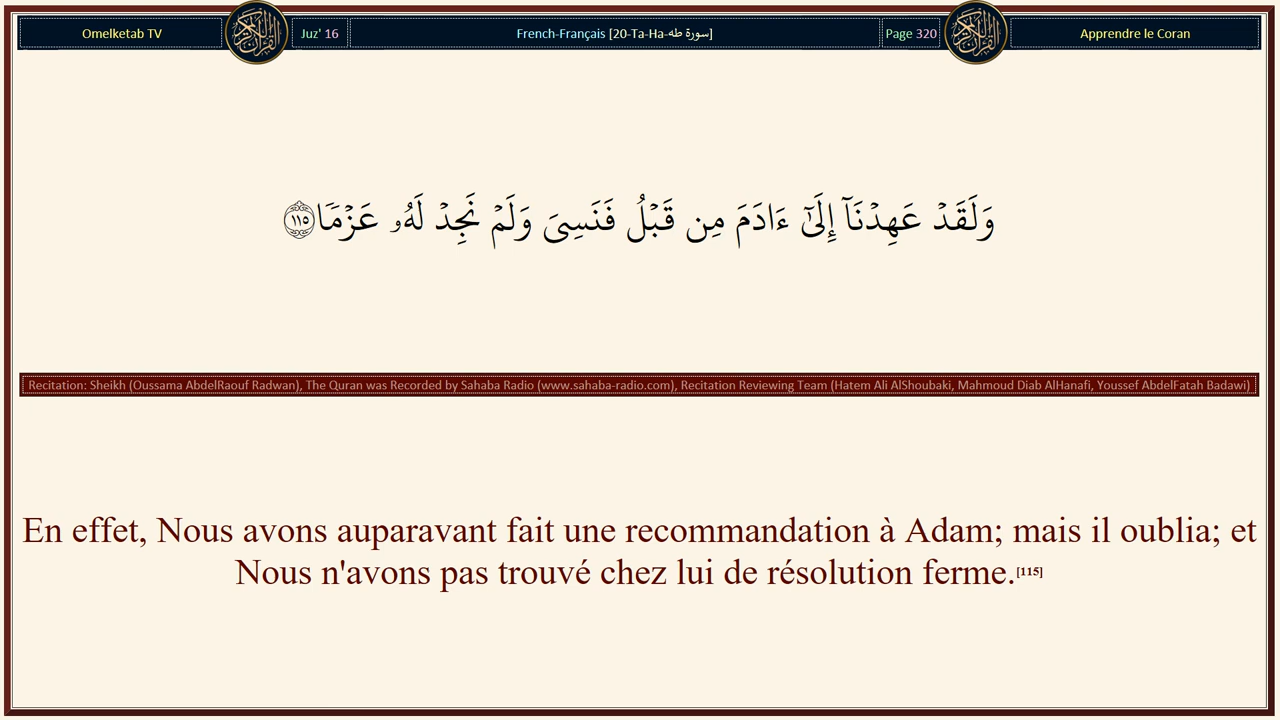 Omelketab TV
Juz' 16
French-Français [20-Ta-Ha-سورة طه]
Page 320
Apprendre le Coran
وَلَقَدۡ عَهِدۡنَآ إِلَىٰٓ ءَادَمَ مِن قَبۡلُ فَنَسِيَ وَلَمۡ نَجِدۡ لَهُۥ عَزۡمٗا ١١٥
Recitation: Sheikh (Oussama AbdelRaouf Radwan), The Quran was Recorded by Sahaba Radio (www.sahaba-radio.com), Recitation Reviewing Team (Hatem Ali AlShoubaki, Mahmoud Diab AlHanafi, Youssef AbdelFatah Badawi)
En effet, Nous avons auparavant fait une recommandation à Adam; mais il oublia; et
Nous n'avons pas trouvé chez lui de résolution ferme.[115]